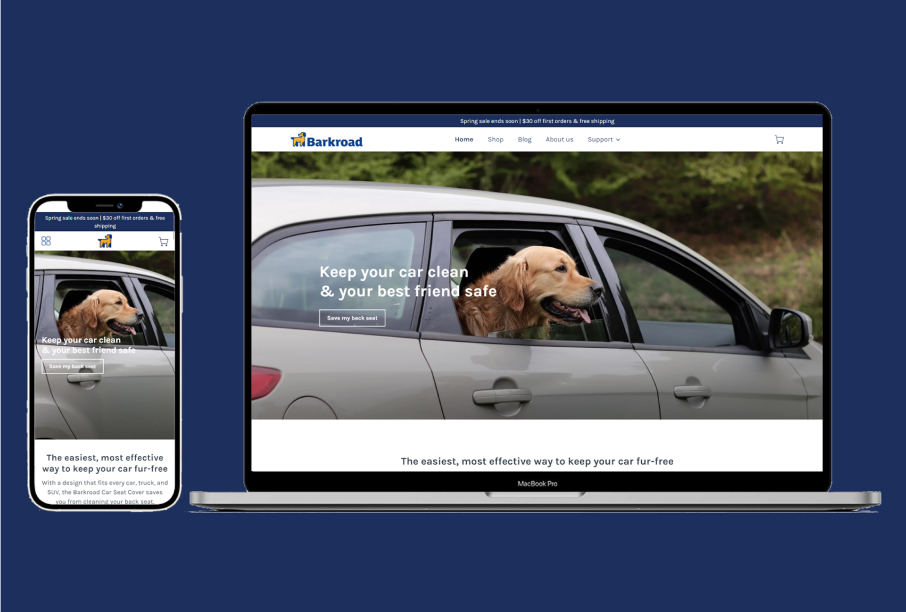 Spring sale ends soon | $30 off first orders & free
shipping
Keep your car clean
& your best friend safe
Save my back seat
The easiest, most effective
way to keep your car fur-free
With a design that fits every car, truck, and
SUV, the Barkroad Car Seat Cover saves
you from cleaning your back seat.
Spring sale ends soon | $30 off first orders & free shipping
Barkroad Home Shop Blog About us Support
Keep your car clean
& your best friend safe
Save my back seat
The easiest, most effective way to keep your car fur-free
MacBook Pro